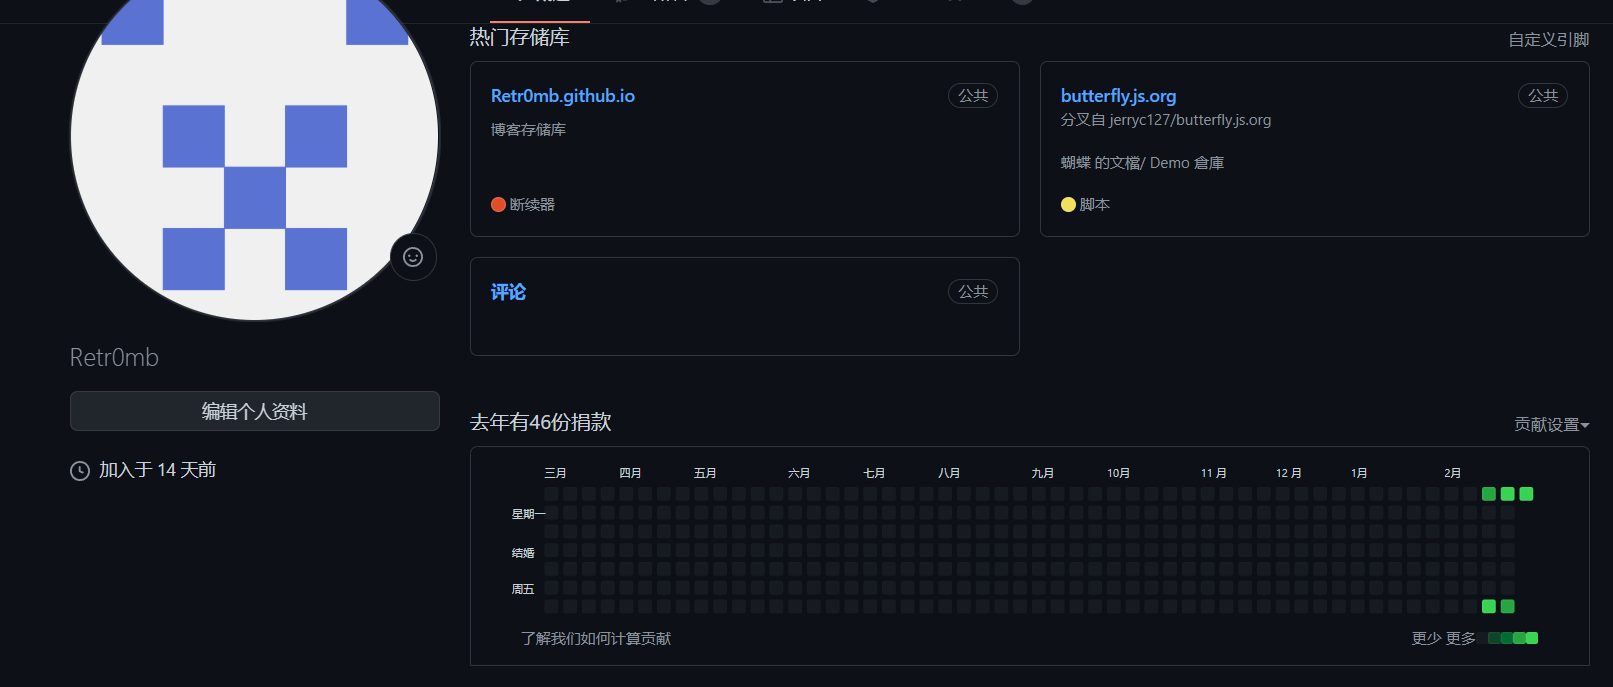 热门存储库
自定义引脚
Retr0mb.github.io
公共
博客存储库
断续器
butterfly.js.org
公共
分叉自 jerryc127/butterfly.js.org
蝴蝶 的文檔/ Demo 倉庫
脚本
评论
公共
Retr0mb
编辑个人资料
加入于 14 天前
去年有46份捐款
贡献设置
三月 四月 五月 六月 七月 八月 九月 10月 11 月 12 月 1月 2月
星期一
结婚
周五
了解我们如何计算贡献
更少 更多